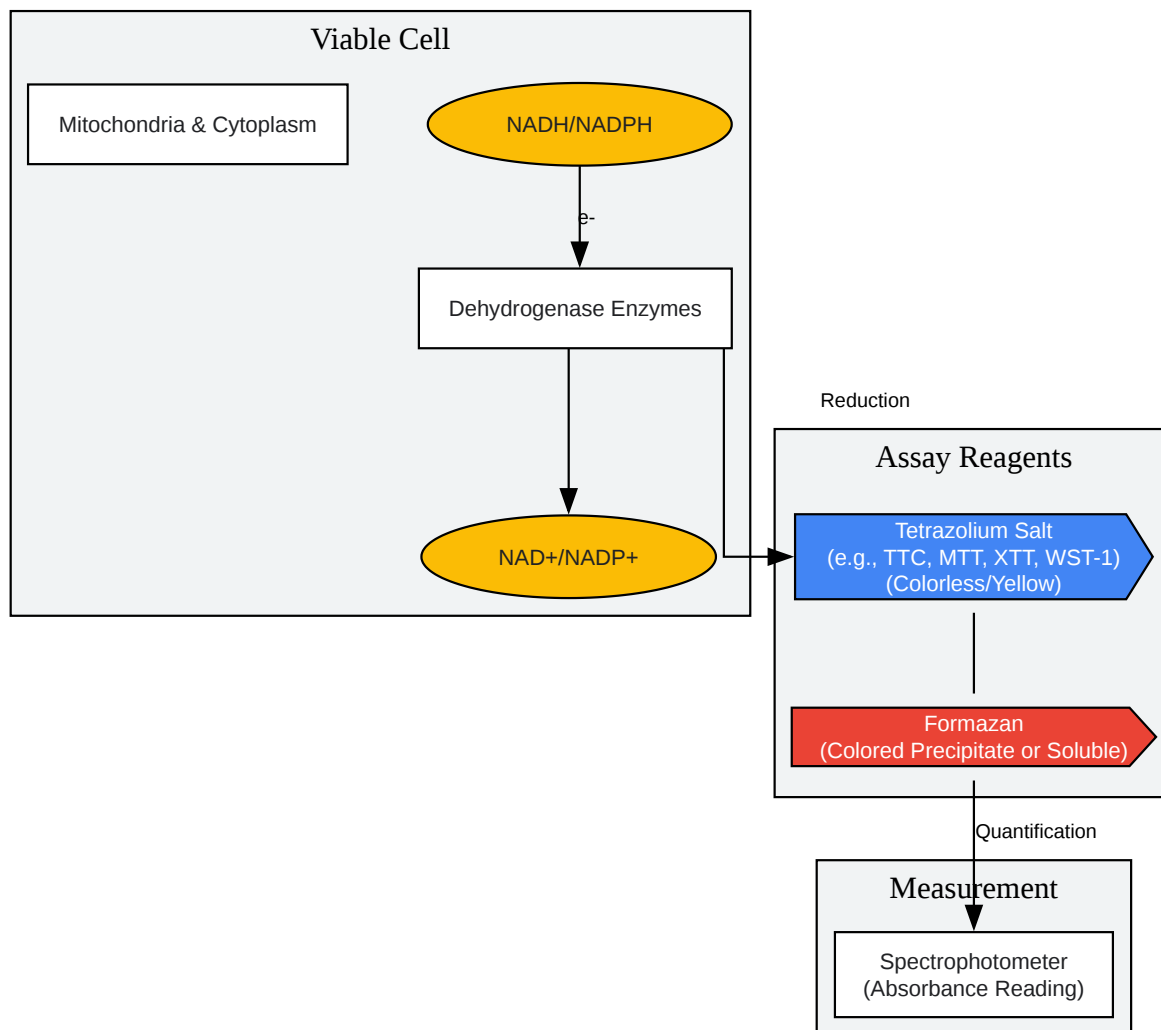 Viable Cell
Mitochondria & Cytoplasm
NADH/NADPH
e-
Dehydrogenase Enzymes
Reduction
Assay Reagents
Tetrazolium Salt
(e.g., TTC, MTT, XTT, WST-1)
(Colorless/Yellow)
NAD+/NADP+
Formazan
(Colored Precipitate or Soluble)
Quantification
Measurement
Spectrophotometer
(Absorbance Reading)